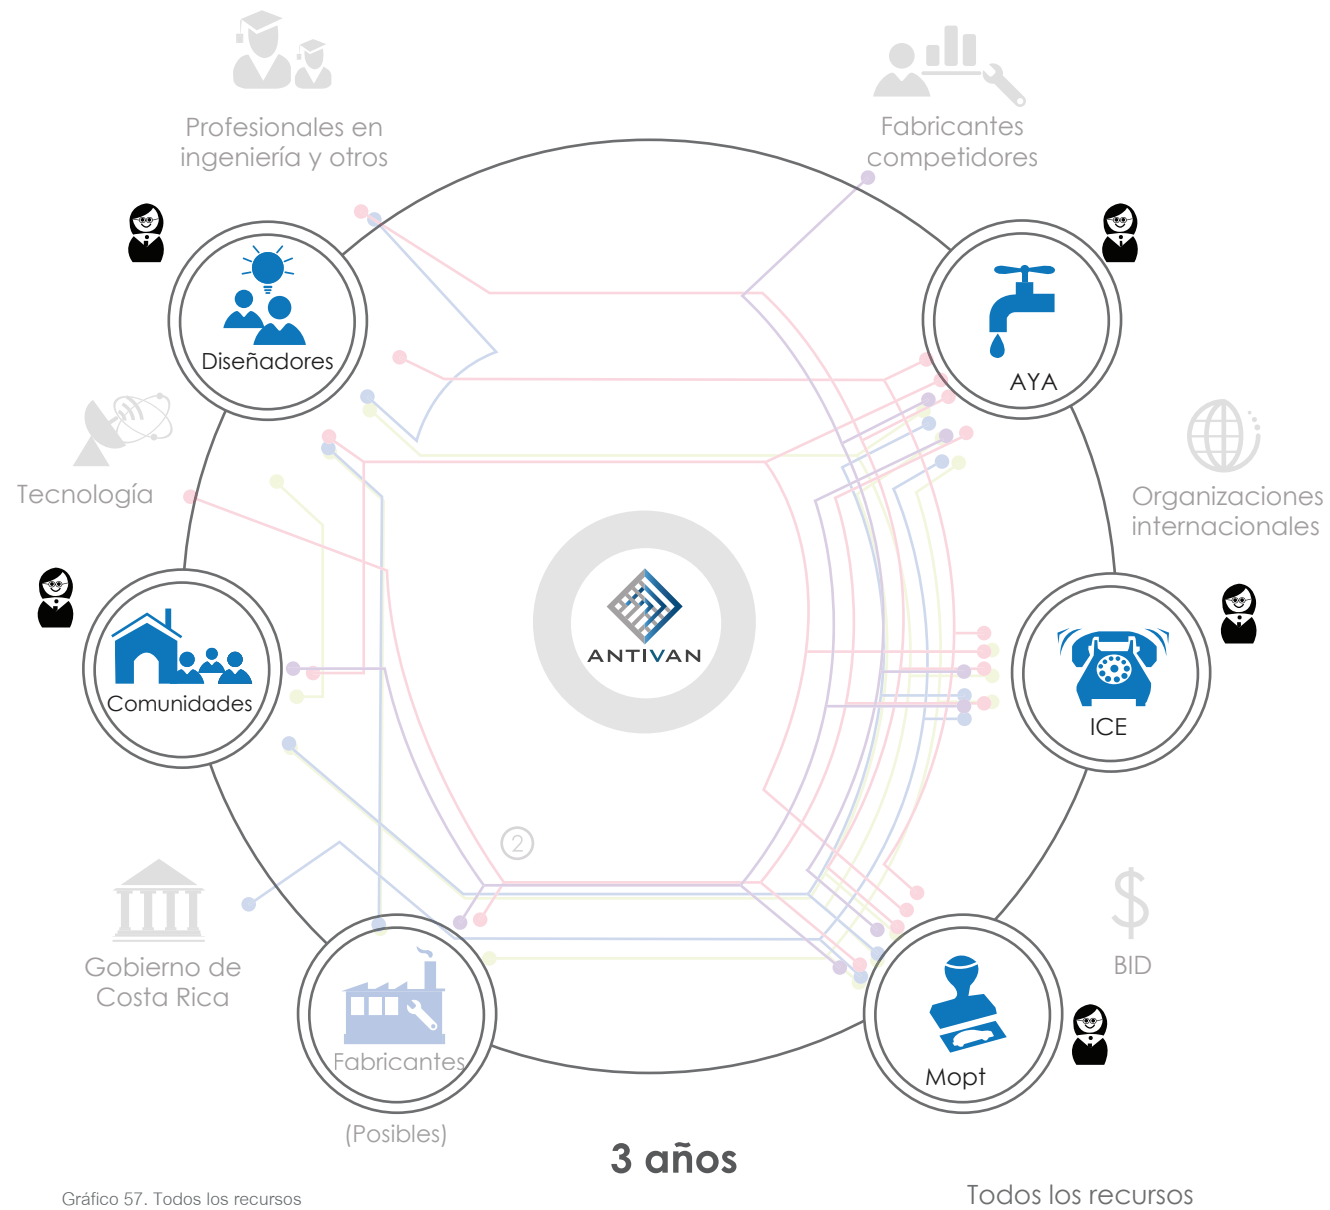 Profesionales en
ingeniería y otros
Fabricantes
competidores
Diseñadores
AYA
Tecnología
Organizaciones
internacionales
ANTIVAN
Comunidades
ICE
2
Gobierno de
Costa Rica
$
BID
Fabricantes
(Posibles)
Mopt
3 años
Gráfico 57. Todos los recursos
Todos los recursos